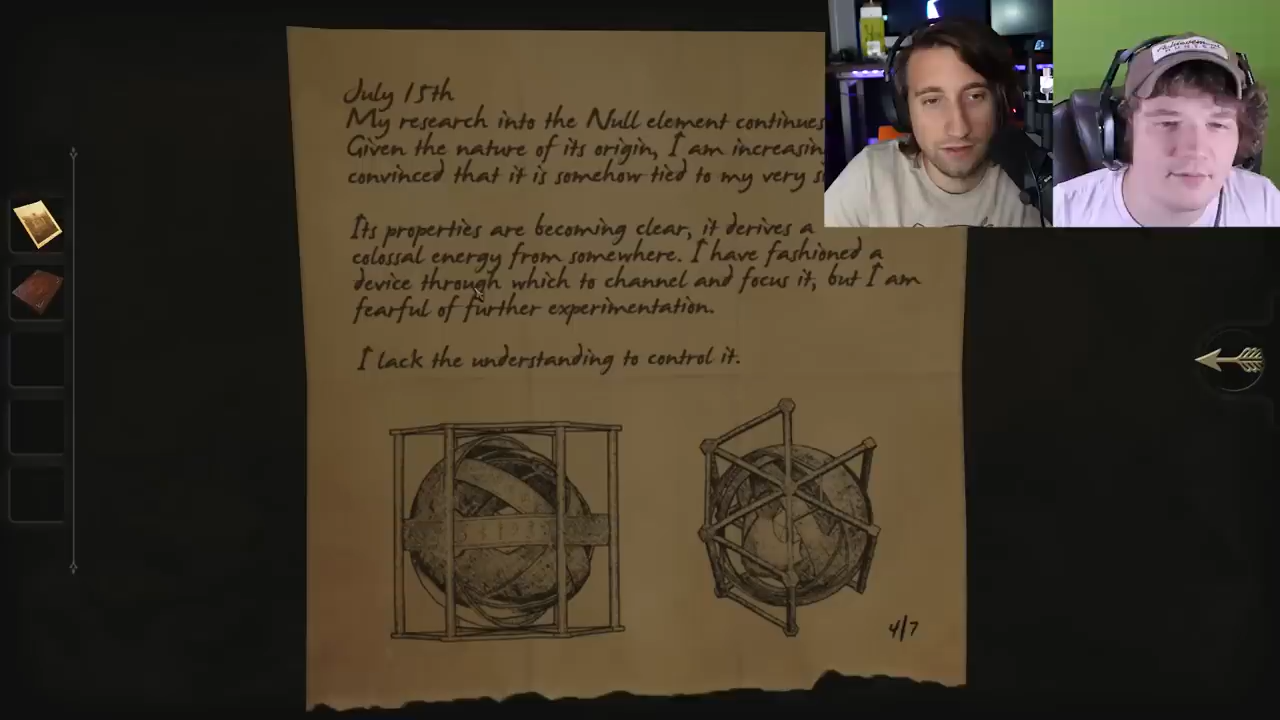 July 15th
My research into the Null element continues
Given the nature of its origin, I am increasin
convinced that it is somehow tied to my very s
Its properties are becoming clear, it derives a
colossal energy from somewhere. I have fashioned a
device through which to channel and focus it, but I am
fearful of further experimentation.
I lack the understanding to control it.
4/7